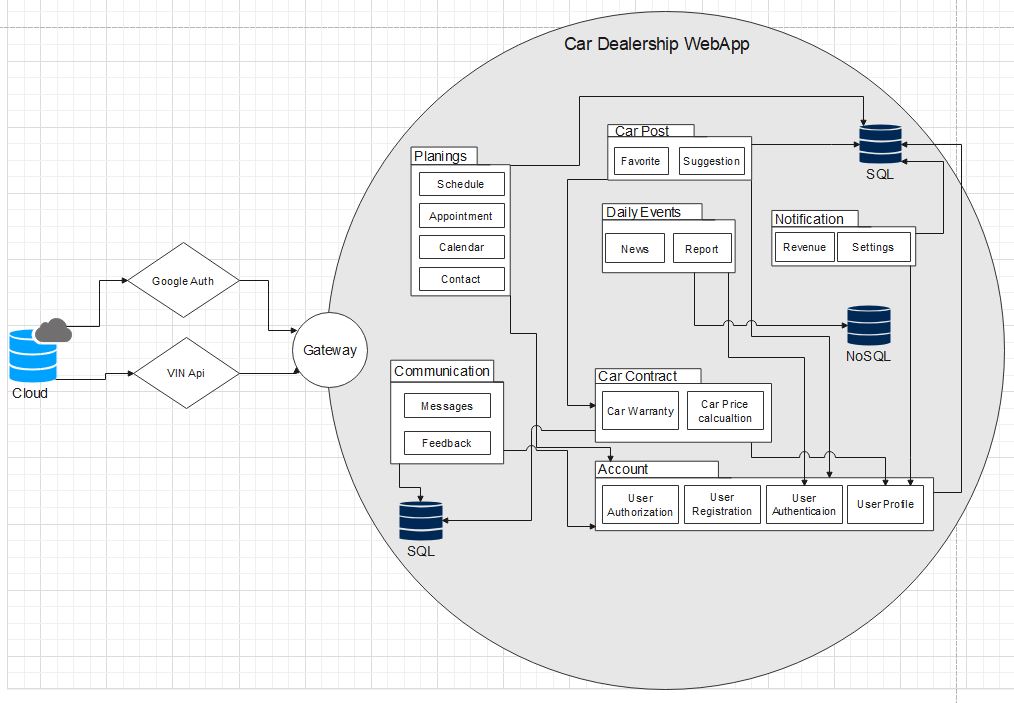 Car Dealership WebApp
Car Post
Favorite
Suggestion
SQL
Planings
Schedule
Appointment
Calendar
Contact
Daily Events
News
Report
Notification
Revenue
Settings
Google Auth
Gateway
VIN Api
Cloud
NoSQL
Communication
Messages
Feedback
Car Contract
Car Warranty
Car Price
calcualtion
Account
User
Authorization
User
Registration
User
Authenticaion
User Profile
SQL